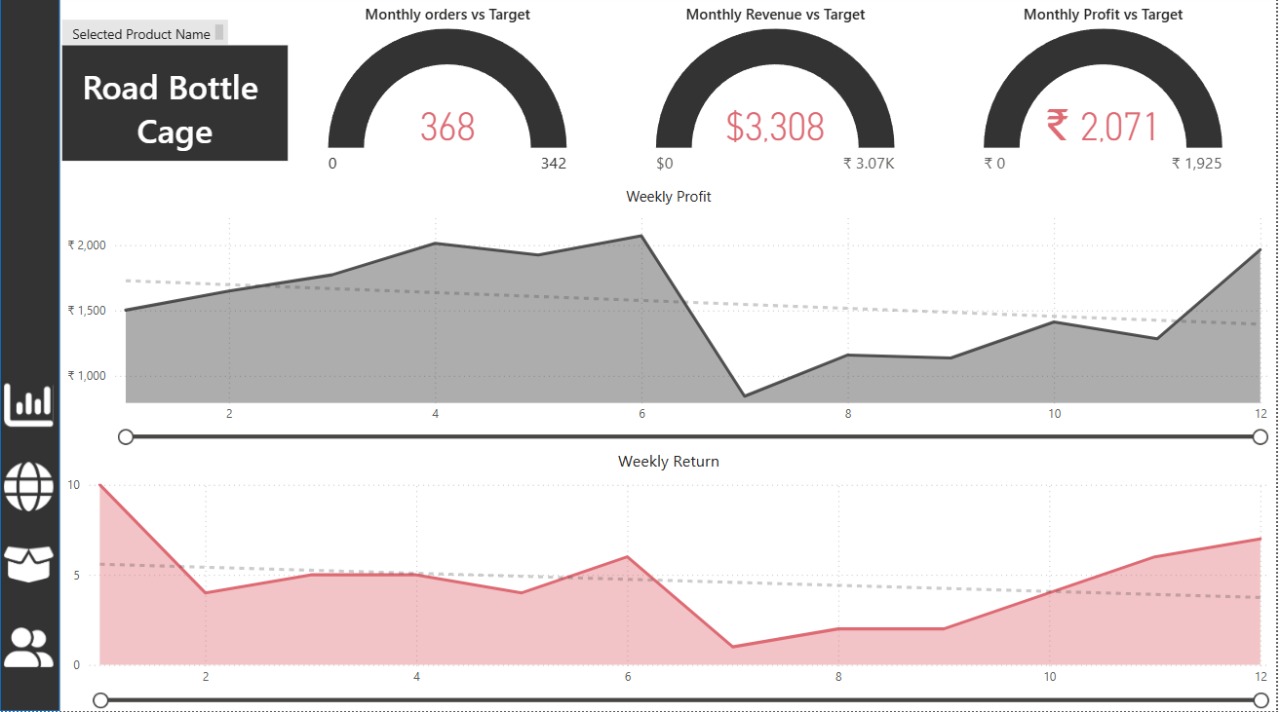 Selected Product Name
Road Bottle
Cage
Monthly orders vs Target
368
0
342
Monthly Revenue vs Target
$3,308
$0
₹ 3.07K
Monthly Profit vs Target
₹ 2,071
₹ 0
₹ 1,925
Weekly Profit
₹ 2,000
₹ 1,500
₹ 1,000
2
4
6
8
10
12
Weekly Return
10
5
0
2
4
6
8
10
12